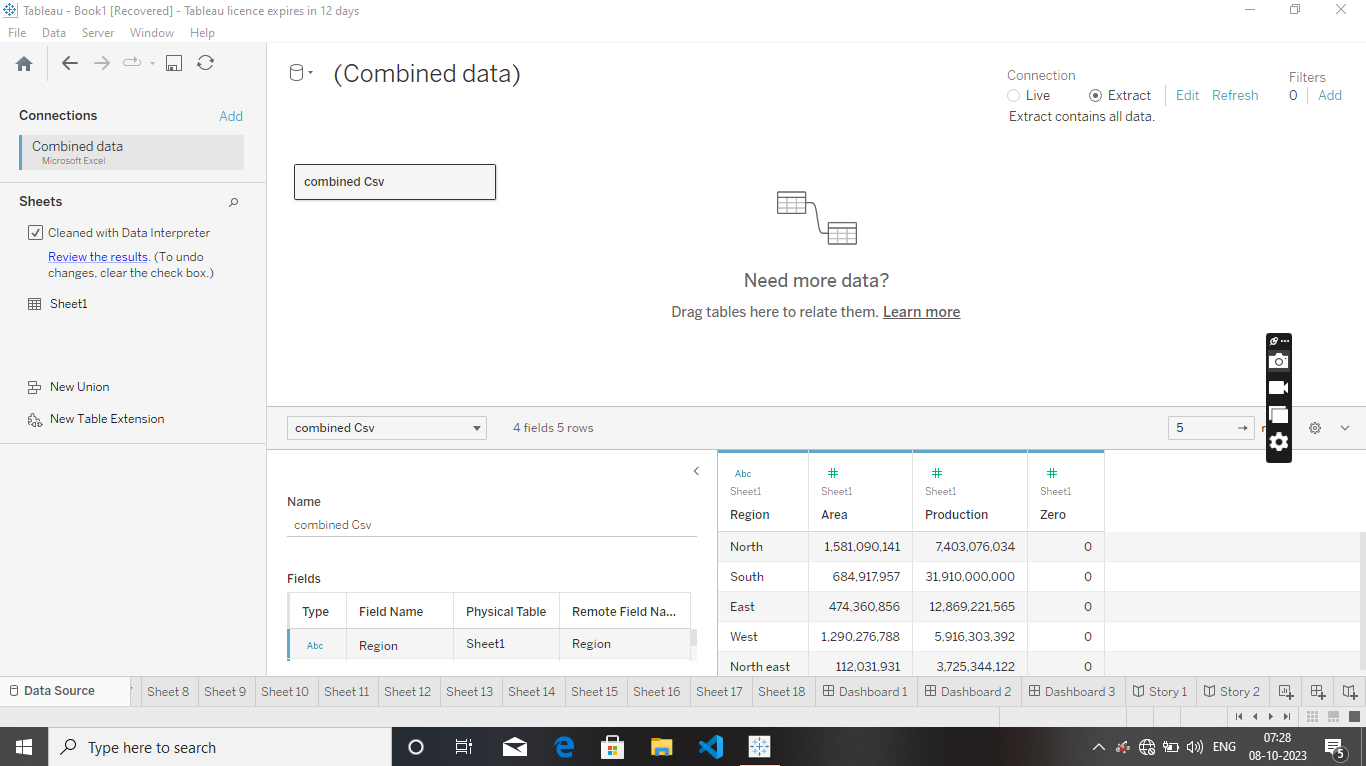 Tableau - Book1 [Recovered] - Tableau licence expires in 12 days
File Data Server Window Help
Connections Add
Combined data
Microsoft Excel
Sheets
Cleaned with Data Interpreter
Review the results. (To undo
changes, clear the check box.)
Sheet1
New Union
New Table Extension
(Combined data)
Connection
Live Extract Edit Refresh
Extract contains all data.
Filters
0 Add
combined Csv
Need more data?
Drag tables here to relate them. Learn more
combined Csv 4 fields 5 rows 5
Name
combined Csv
Fields
Type Field Name Physical Table Remote Field Na...
Abc Region Sheet1 Region
Abc # # #
Sheet1 Sheet1 Sheet1 Sheet1
Region Area Production Zero
North 1,581,090,141 7,403,076,034 0
South 684,917,957 31,910,000,000 0
East 474,360,856 12,869,221,565 0
West 1,290,276,788 5,916,303,392 0
North east 112,031,931 3,725,344,122 0
Data Source Sheet 8 Sheet 9 Sheet 10 Sheet 11 Sheet 12 Sheet 13 Sheet 14 Sheet 15 Sheet 16 Sheet 17 Sheet 18 Dashboard 1 Dashboard 2 Dashboard 3 Story 1 Story 2
Type here to search
ENG
07:28
08-10-2023
5